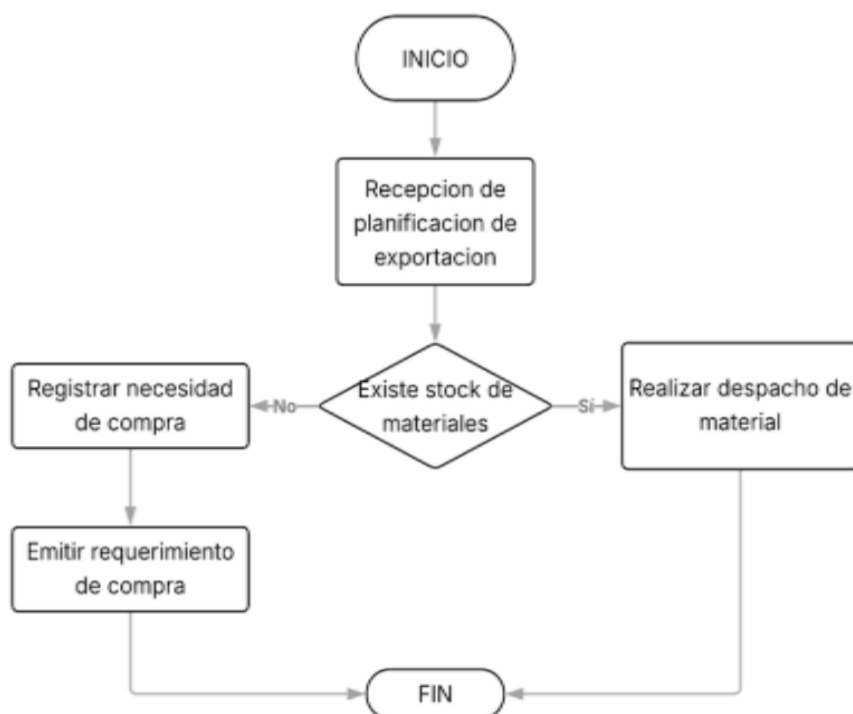 INICIO
Recepcion de
planificacion de
exportacion
Existe stock de
materiales
No
Sí
Registrar necesidad
de compra
Realizar despacho de
material
Emitir requerimiento
de compra
FIN